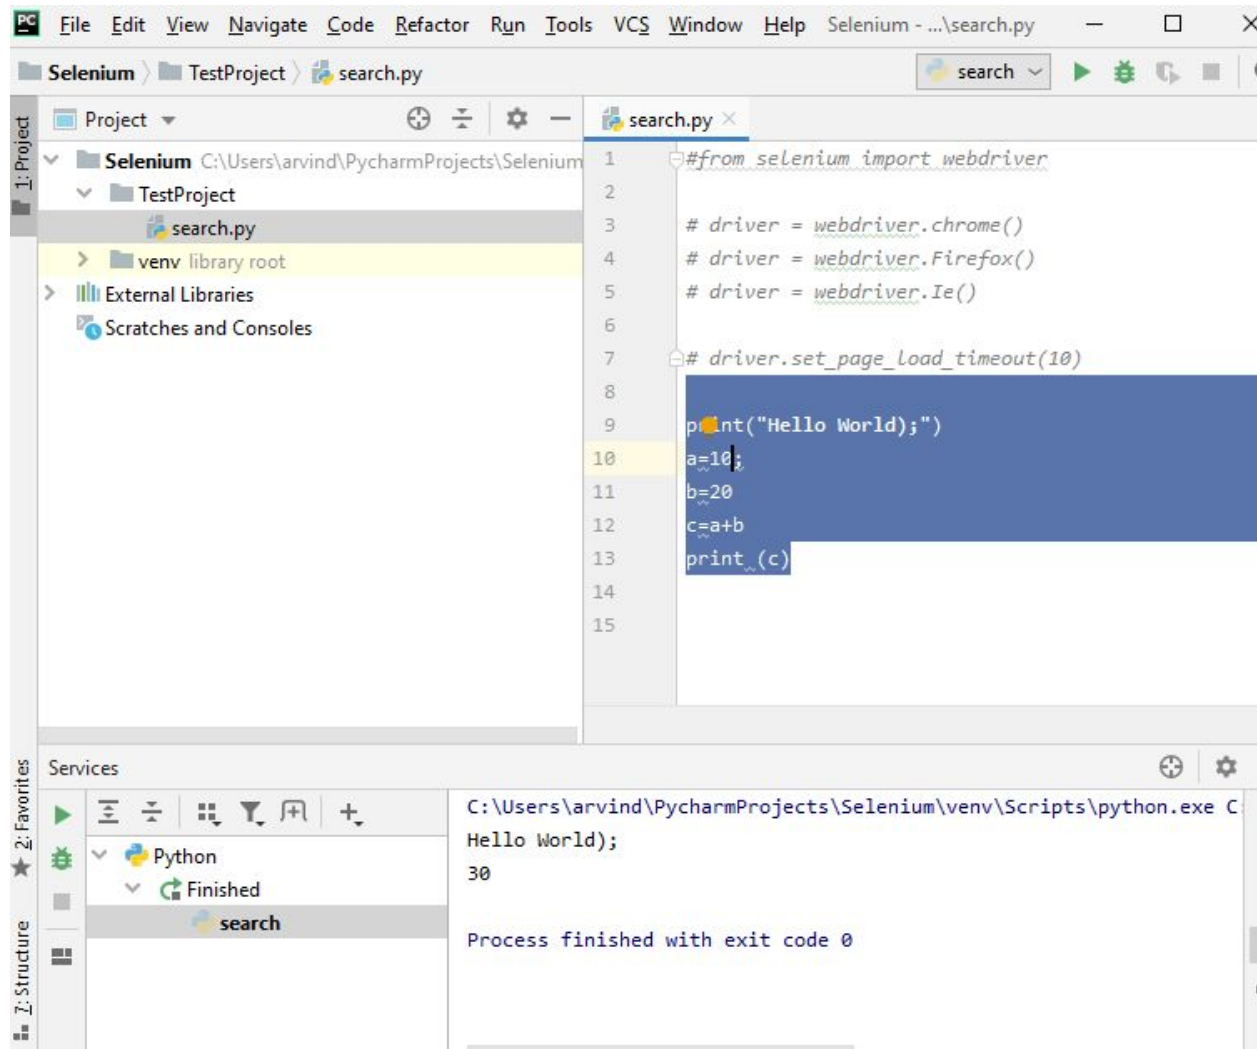 PC File Edit View Navigate Code Refactor Run Tools VCS Window Help Selenium - ...\search.py
Selenium TestProject search.py search
1: Project
Project
Selenium C:\Users\arvind\PycharmProjects\Selenium
TestProject
search.py
venv library root
External Libraries
Scratches and Consoles
search.py
1 #from selenium import webdriver
2
3 # driver = webdriver.chrome()
4 # driver = webdriver.Firefox()
5 # driver = webdriver.Ie()
6
7 # driver.set_page_load_timeout(10)
8
9 print("Hello World);")
10 a=10;
11 b=20
12 c=a+b
13 print (c)
14
15
2: Favorites
7: Structure
Services
Python
Finished
search
C:\Users\arvind\PycharmProjects\Selenium\venv\Scripts\python.exe C:
Hello World);
30
Process finished with exit code 0